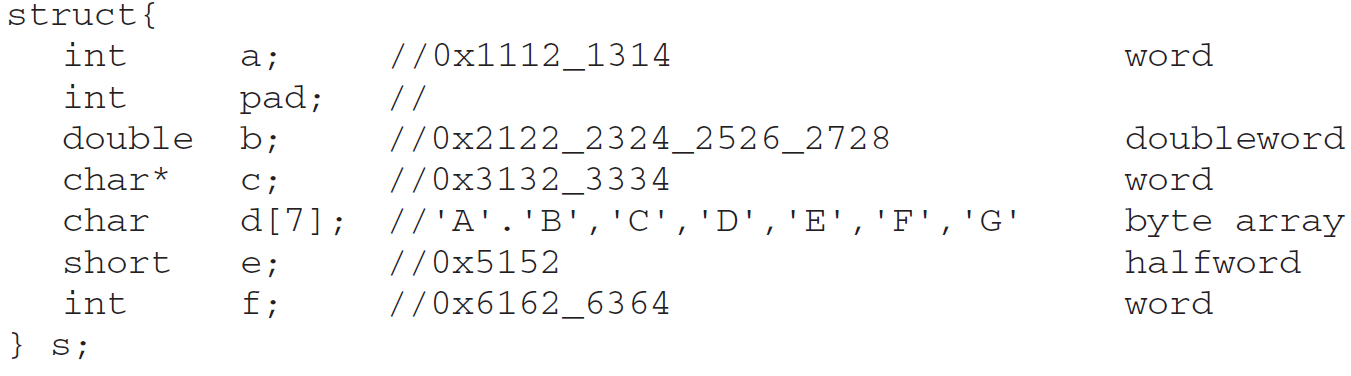 struct{
int a; //0x1112_1314 word
int pad; //
double b; //0x2122_2324_2526_2728 doubleword
char* c; //0x3132_3334 word
char d[7]; //'A'.'B','C','D','E','F','G' byte array
short e; //0x5152 halfword
int f; //0x6162_6364 word
} s;